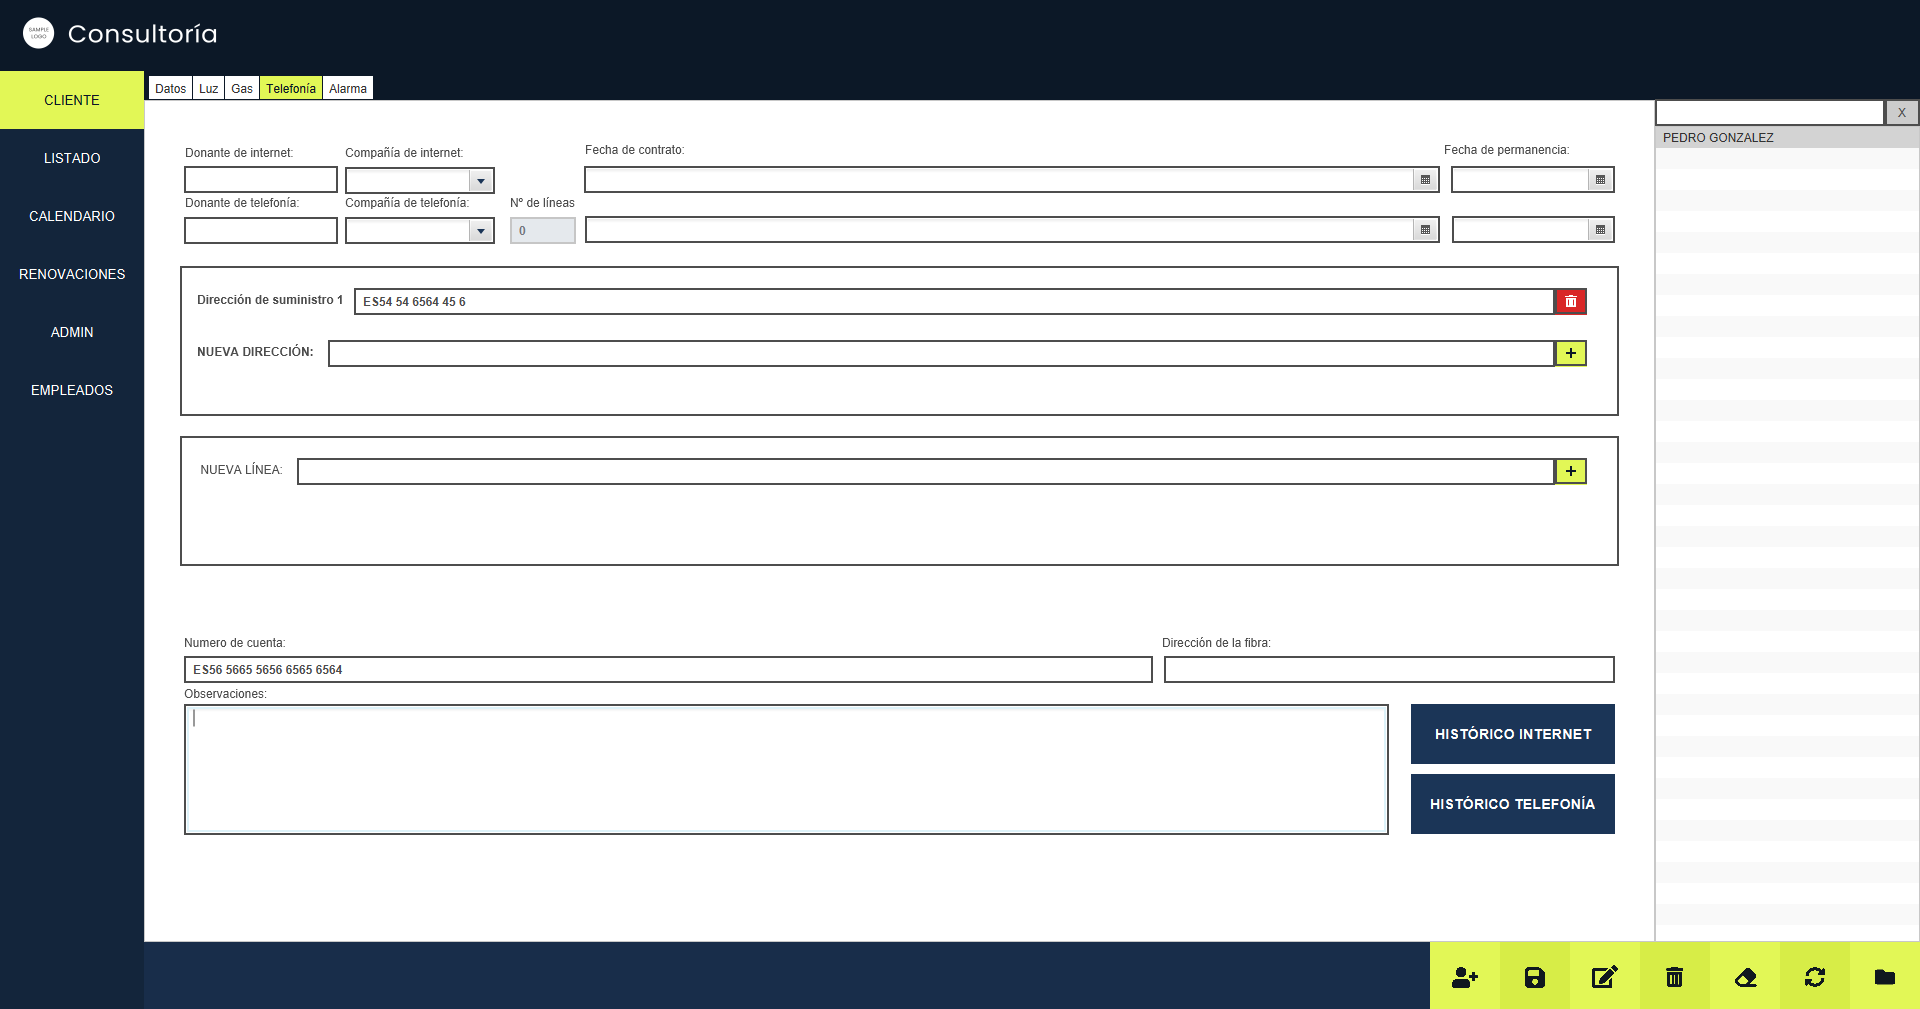 SAMPLE
LOGO
Consultoría
CLIENTE
LISTADO
CALENDARIO
RENOVACIONES
ADMIN
EMPLEADOS
Datos
Luz
Gas
Telefonía
Alarma
X
PEDRO GONZALEZ
Donante de internet:
Compañía de internet:
Fecha de contrato:
Fecha de permanencia:
Donante de telefonía:
Compañía de telefonía:
Nº de líneas
0
Dirección de suministro 1
ES54 54 6564 45 6
NUEVA DIRECCIÓN:
+
NUEVA LÍNEA:
+
Numero de cuenta:
Dirección de la fibra:
ES56 5665 5656 6565 6564
Observaciones:
HISTÓRICO INTERNET
HISTÓRICO TELEFONÍA